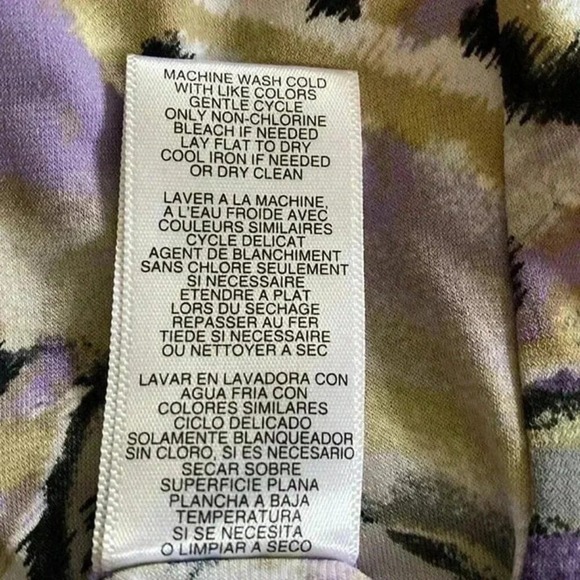 MACHINE WASH COLD
WITH LIKE COLORS
GENTLE CYCLE
ONLY NON-CHLORINE
BLEACH IF NEEDED
LAY FLAT TO DRY
COOL IRON IF NEEDED
OR DRY CLEAN
LAVER A LA MACHINE,
A L'EAU FROIDE AVEC
COULEURS SIMILAIRES
CYCLE DELICAT
AGENT DE BLANCHIMENT
SANS CHLORE SEULEMENT
SI NECESSAIRE
ETENDRE A PLAT
LORS DU SECHAGE
REPASSER AU FER
TIEDE SI NECESSAIRE
OU NETTOYER A SEC
LAVAR EN LAVADORA CON
AGUA FRIA CON
COLORES SIMILARES
CICLO DELICADO
SOLAMENTE BLANQUEADOR
SIN CLORO, SI ES NECESARIO
SECAR SOBRE
SUPERFICIE PLANA
PLANCHA A BAJA
TEMPERATURA
SI SE NECESITA
O LIMPIAR A SECO